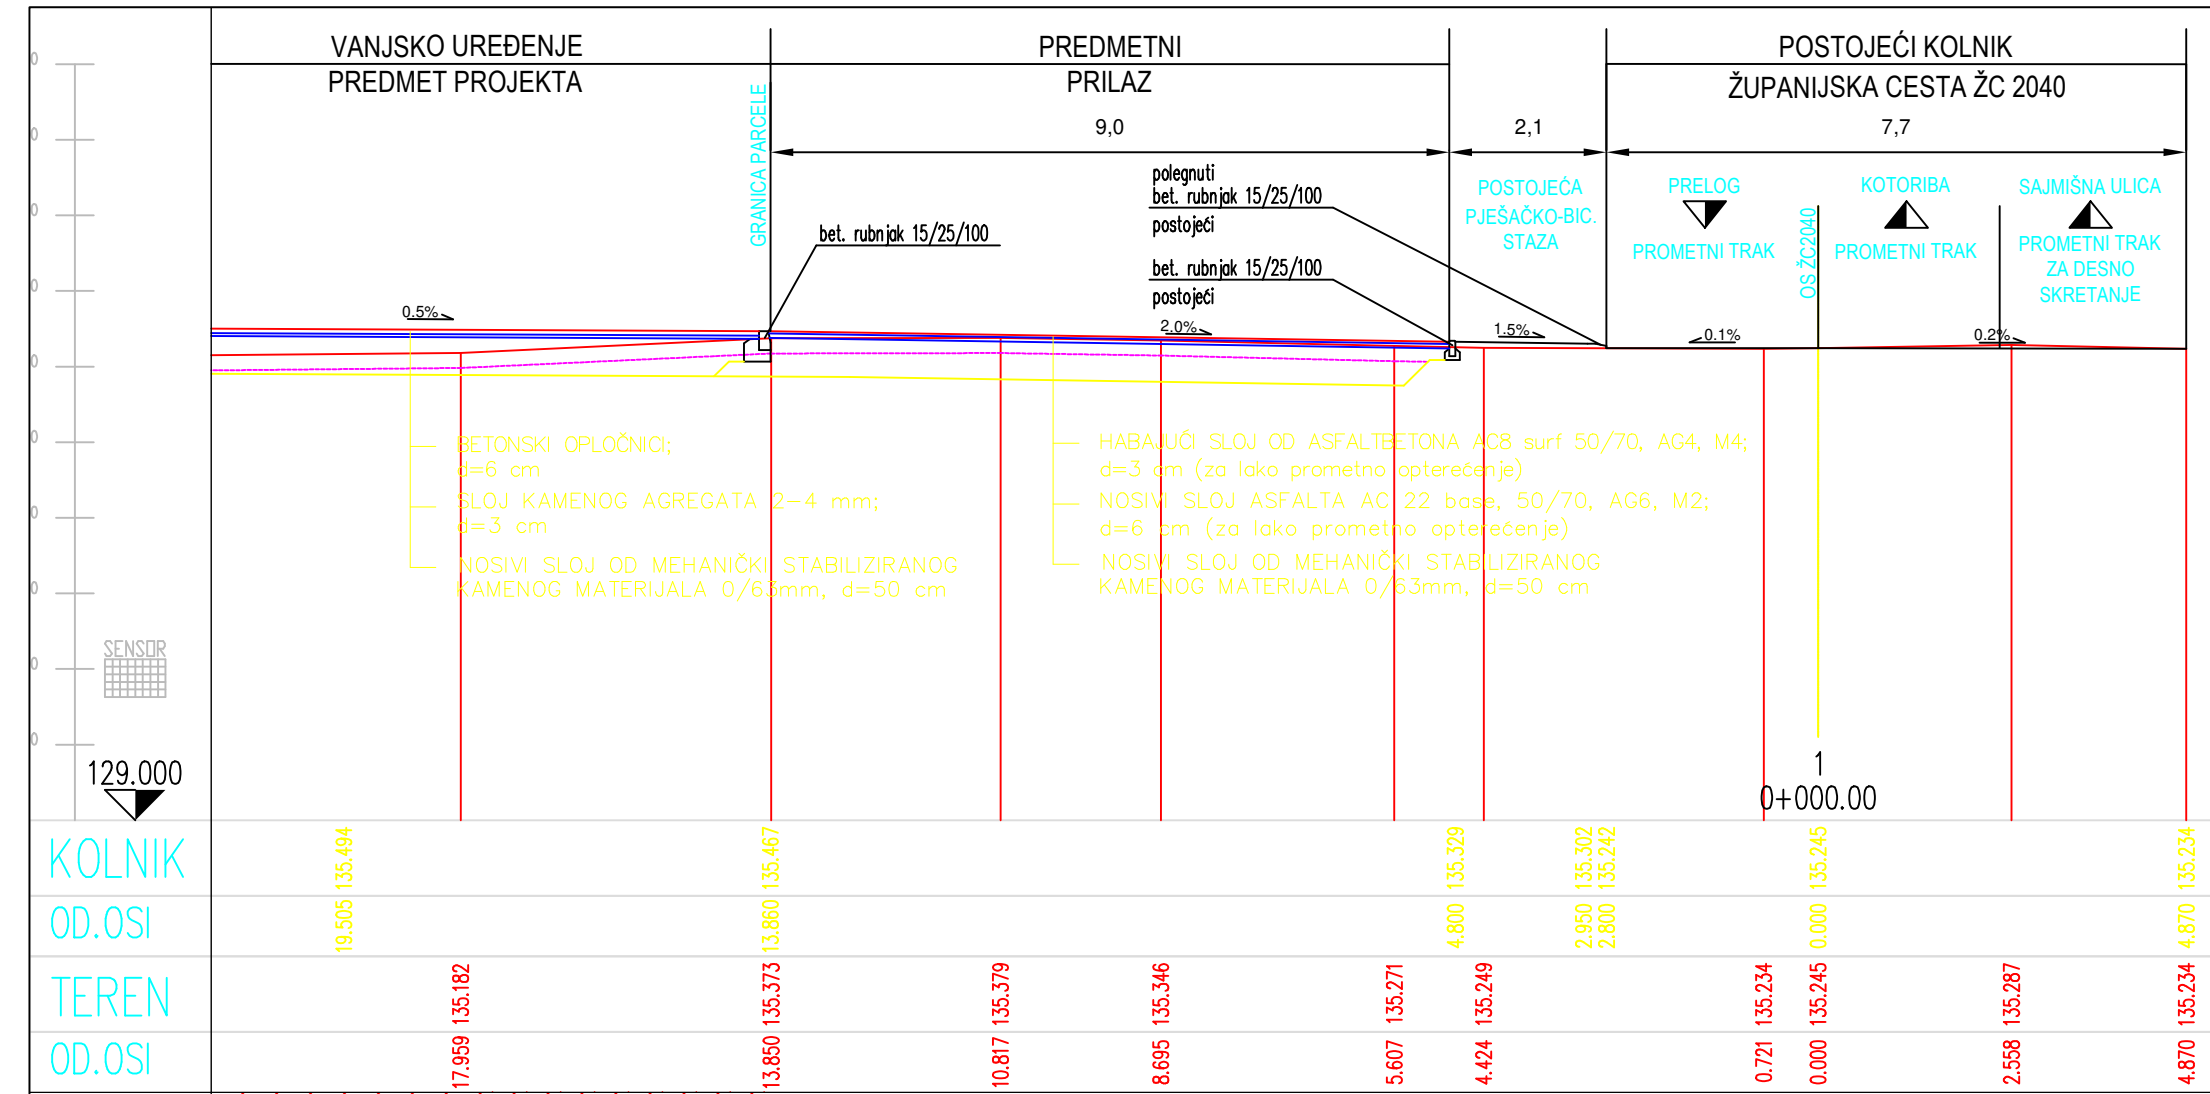 VANJSKO UREĐENJE
PREDMET PROJEKTA
PREDMETNI
PRILAZ
POSTOJEĆI KOLNIK
ŽUPANIJSKA CESTA ŽC 2040
9,0
2,1
7,7
GRANICA PARCELE
polegnuti
bet. rubnjak 15/25/100
postojeći
bet. rubnjak 15/25/100
bet. rubnjak 15/25/100
postojeći
POSTOJEĆA
PJEŠAČKO-BIC.
STAZA
PRELOG
PROMETNI TRAK
OS ŽC2040
KOTORIBA
PROMETNI TRAK
SAJMIŠNA ULICA
PROMETNI TRAK
ZA DESNO
SKRETANJE
0.5%
2.0%
1.5%
0.1%
0.2%
BETONSKI OPLOČNICI;
d=6 cm
SLOJ KAMENOG AGREGATA 2-4 mm;
d=3 cm
NOSIVI SLOJ OD MEHANIČKI STABILIZIRANOG
KAMENOG MATERIJALA 0/63mm, d=50 cm
HABAJUĆI SLOJ OD ASFALTBETONA AC8 surf 50/70, AG4, M4;
d=3 cm (za lako prometno opterećenje)
NOSIVI SLOJ ASFALTA AC 22 base, 50/70, AG6, M2;
d=6 cm (za lako prometno opterećenje)
NOSIVI SLOJ OD MEHANIČKI STABILIZIRANOG
KAMENOG MATERIJALA 0/63mm, d=50 cm
SENSOR
129.000
1
0+000.00
KOLNIK
135.494
135.467
135.329
135.302
135.242
135.245
135.234
OD.OSI
19.505
13.860
4.800
2.950
2.800
0.000
4.870
TEREN
135.182
135.373
135.379
135.346
135.271
135.249
135.234
135.245
135.287
135.234
OD.OSI
17.959
13.850
10.817
8.695
5.607
4.424
0.721
0.000
2.558
4.870